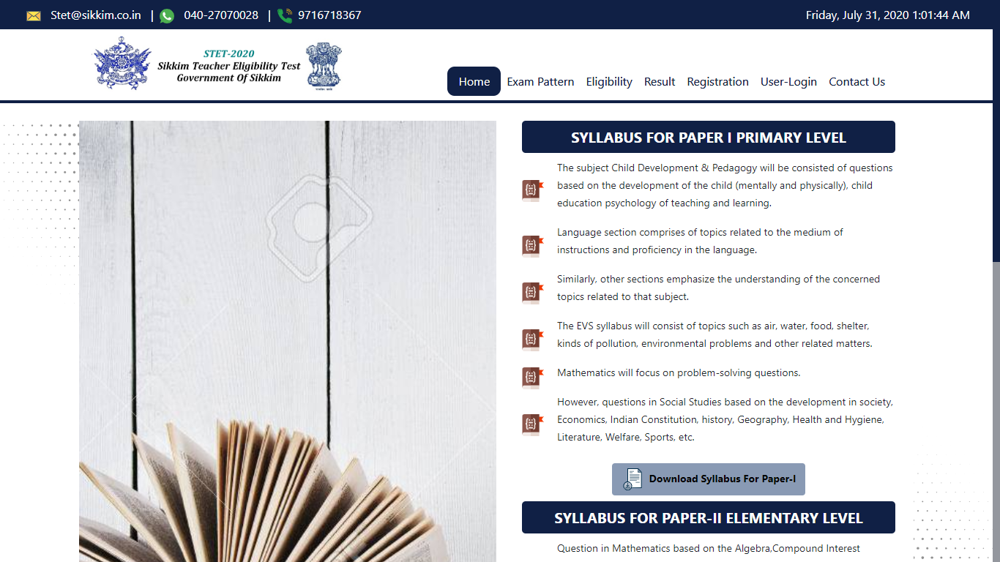 Stet@sikkim.co.in | 040-27070028 | 9716718367
Friday, July 31, 2020 1:01:44 AM
STET-2020
Sikkim Teacher Eligibility Test
Government Of Sikkim
Home Exam Pattern Eligibility Result Registration User-Login Contact Us
SYLLABUS FOR PAPER I PRIMARY LEVEL
The subject Child Development & Pedagogy will be consisted of questions
based on the development of the child (mentally and physically), child
education psychology of teaching and learning.
Language section comprises of topics related to the medium of
instructions and proficiency in the language.
Similarly, other sections emphasize the understanding of the concerned
topics related to that subject.
The EVS syllabus will consist of topics such as air, water, food, shelter,
kinds of pollution, environmental problems and other related matters.
Mathematics will focus on problem-solving questions.
However, questions in Social Studies based on the development in society,
Economics, Indian Constitution, history, Geography, Health and Hygiene,
Literature, Welfare, Sports, etc.
Download Syllabus For Paper-I
SYLLABUS FOR PAPER-II ELEMENTARY LEVEL
Question in Mathematics based on the Algebra,Compound Interest